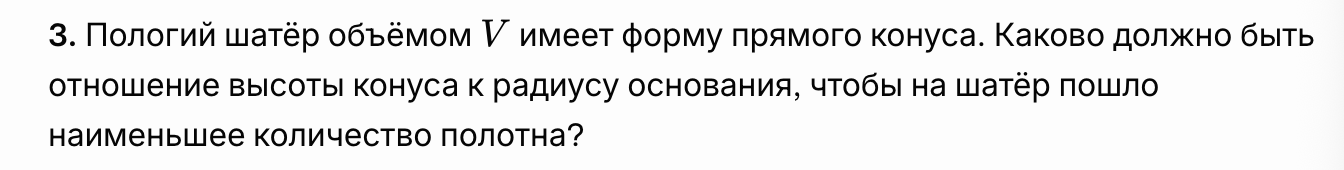 3. Пологий шатёр объёмом V имеет форму прямого конуса. Каково должно быть
отношение высоты конуса к радиусу основания, чтобы на шатёр пошло
наименьшее количество полотна?